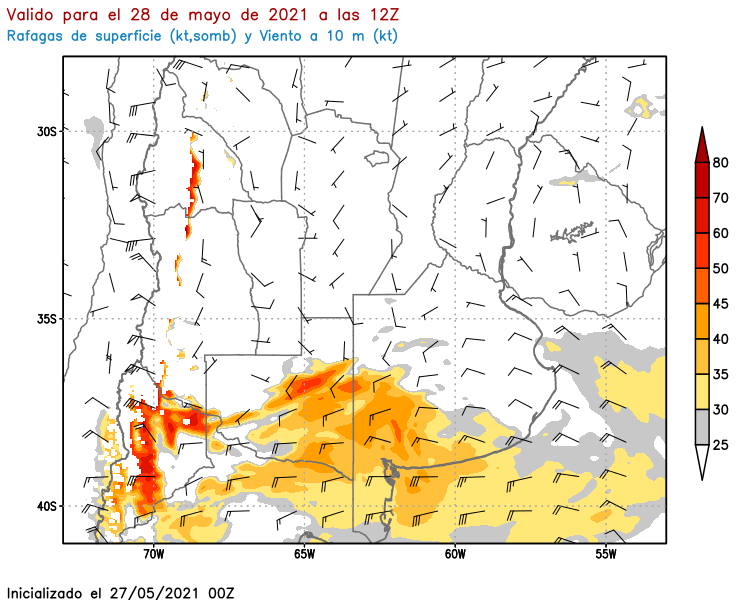 Valido para el 28 de mayo de 2021 a las 12Z
Rafagas de superficie (kt,somb) y Viento a 10 m (kt)
30S
35S
40S
70W
65W
60W
55W
80
70
60
50
45
40
35
30
25
Inicializado el 27/05/2021 00Z